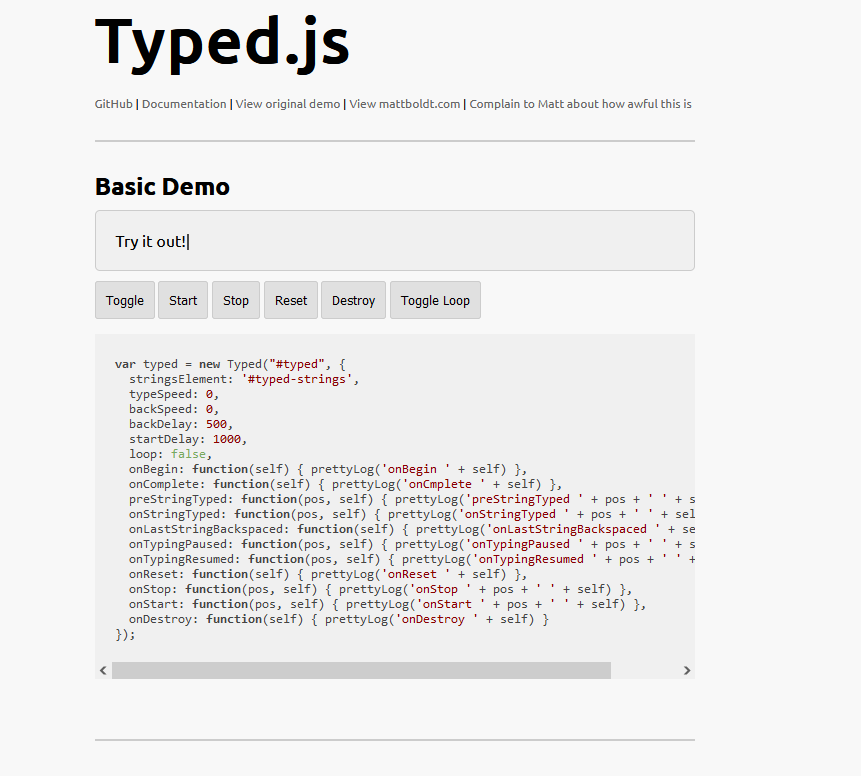 Typed.js
GitHub | Documentation | View original demo | View mattboldt.com | Complain to Matt about how awful this is
Basic Demo
Try it out!|
Toggle Start Stop Reset Destroy Toggle Loop
var typed = new Typed("#typed", {
  stringsElement: '#typed-strings',
  typeSpeed: 0,
  backSpeed: 0,
  backDelay: 500,
  startDelay: 1000,
  loop: false,
  onBegin: function(self) { prettyLog('onBegin ' + self) },
  onComplete: function(self) { prettyLog('onCmplete ' + self) },
  preStringTyped: function(pos, self) { prettyLog('preStringTyped ' + pos + ' ' + s
  onStringTyped: function(pos, self) { prettyLog('onStringTyped ' + pos + ' ' + sel
  onLastStringBackspaced: function(self) { prettyLog('onLastStringBackspaced ' + se
  onTypingPaused: function(pos, self) { prettyLog('onTypingPaused ' + pos + ' ' + s
  onTypingResumed: function(pos, self) { prettyLog('onTypingResumed ' + pos + ' ' +
  onReset: function(self) { prettyLog('onReset ' + self) },
  onStop: function(pos, self) { prettyLog('onStop ' + pos + ' ' + self) },
  onStart: function(pos, self) { prettyLog('onStart ' + pos + ' ' + self) },
  onDestroy: function(self) { prettyLog('onDestroy ' + self) }
});